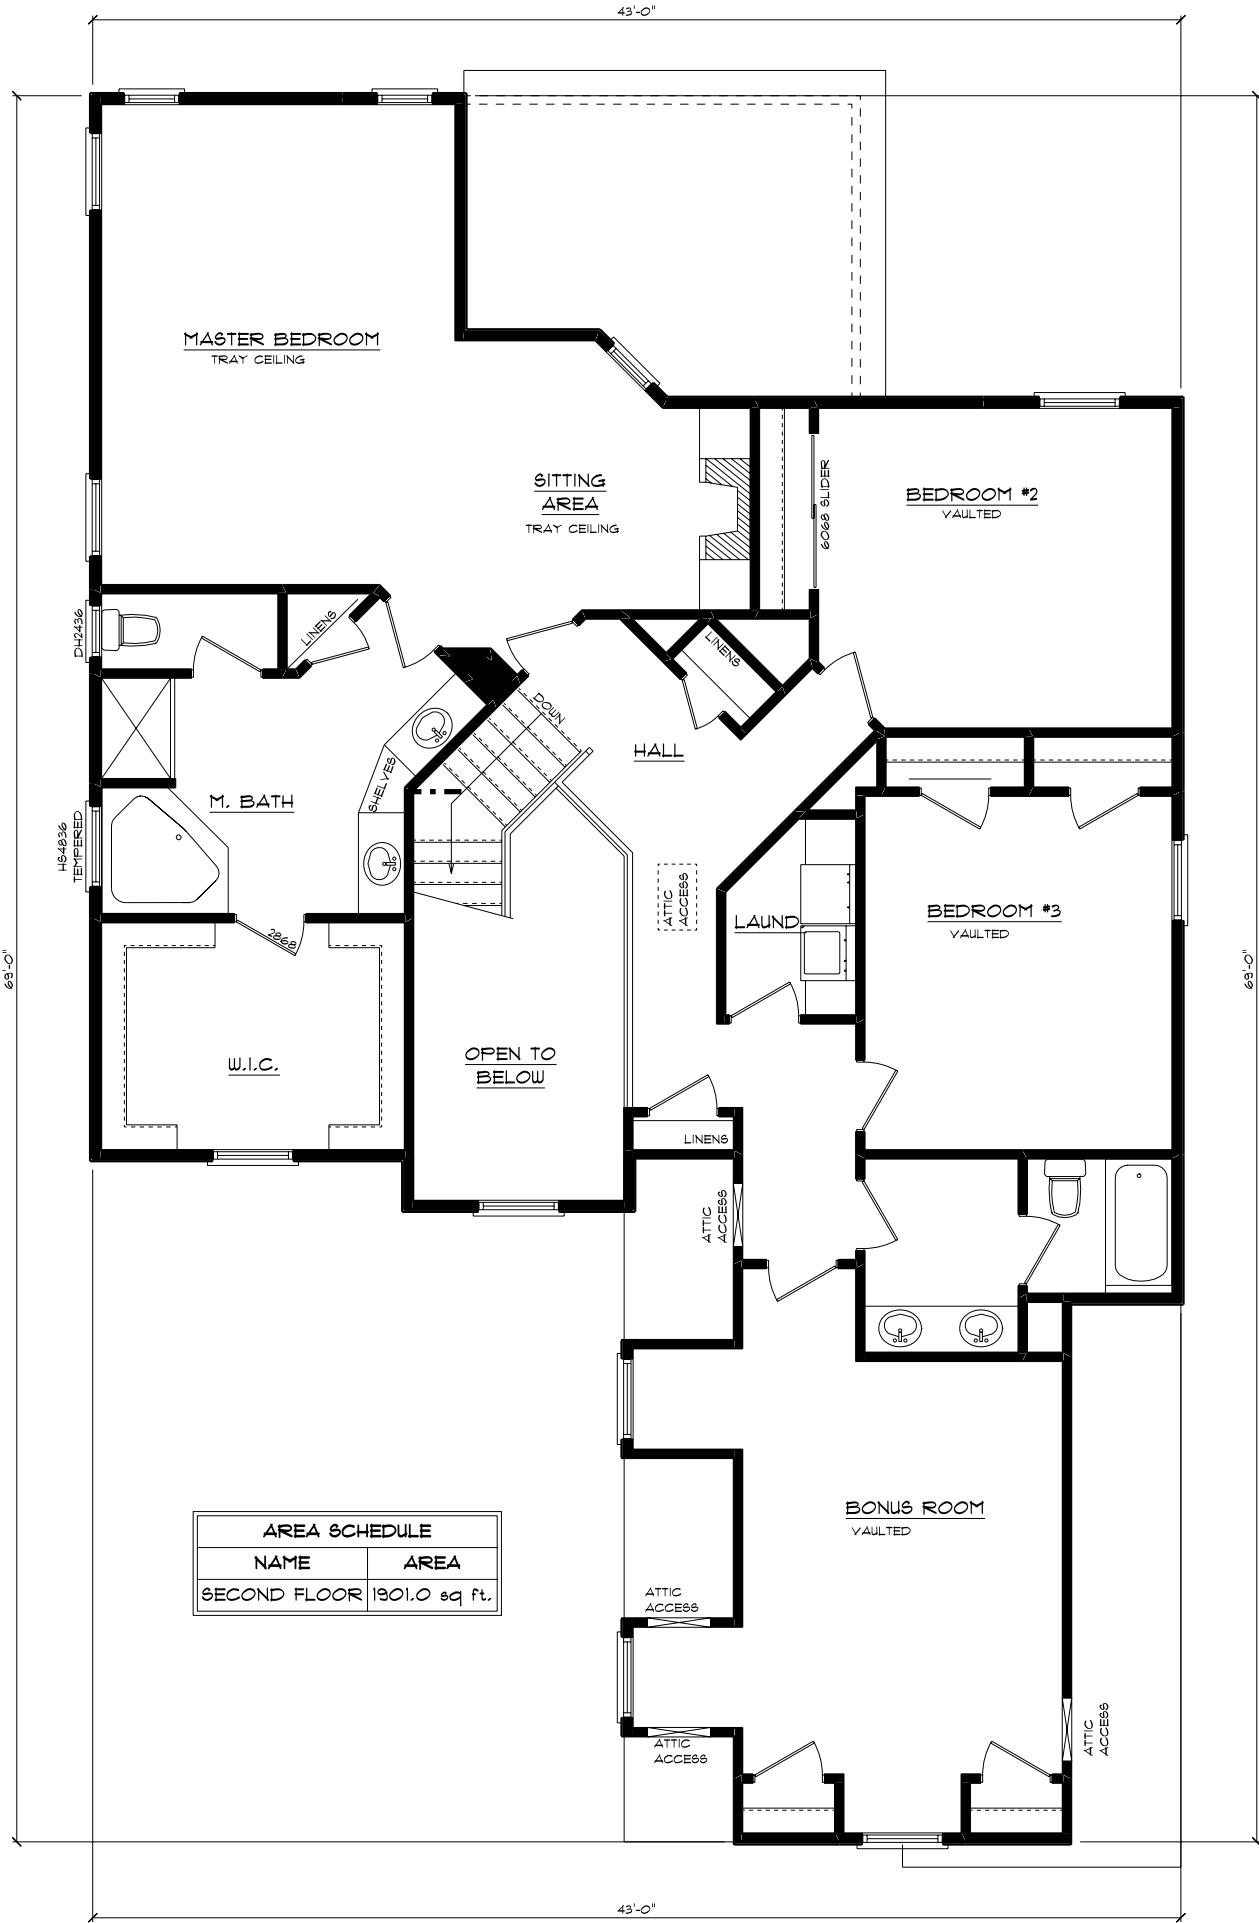 43'-0"
MASTER BEDROOM
TRAY CEILING
SITTING
AREA
TRAY CEILING
6068 SLIDER
BEDROOM #2
VAULTED
DH2436
LINENS
LINENS
DOWN
HALL
SHELVES
M. BATH
HS4836
TEMPERED
ATTIC
ACCESS
LAUND
BEDROOM #3
VAULTED
2868
69'-0"
69'-0"
W.I.C.
OPEN TO
BELOW
LINENS
ATTIC
ACCESS
BONUS ROOM
VAULTED
AREA SCHEDULE
NAME AREA
SECOND FLOOR 1901.0 sq ft.
ATTIC
ACCESS
ATTIC
ACCESS
ATTIC
ACCESS
43'-0"